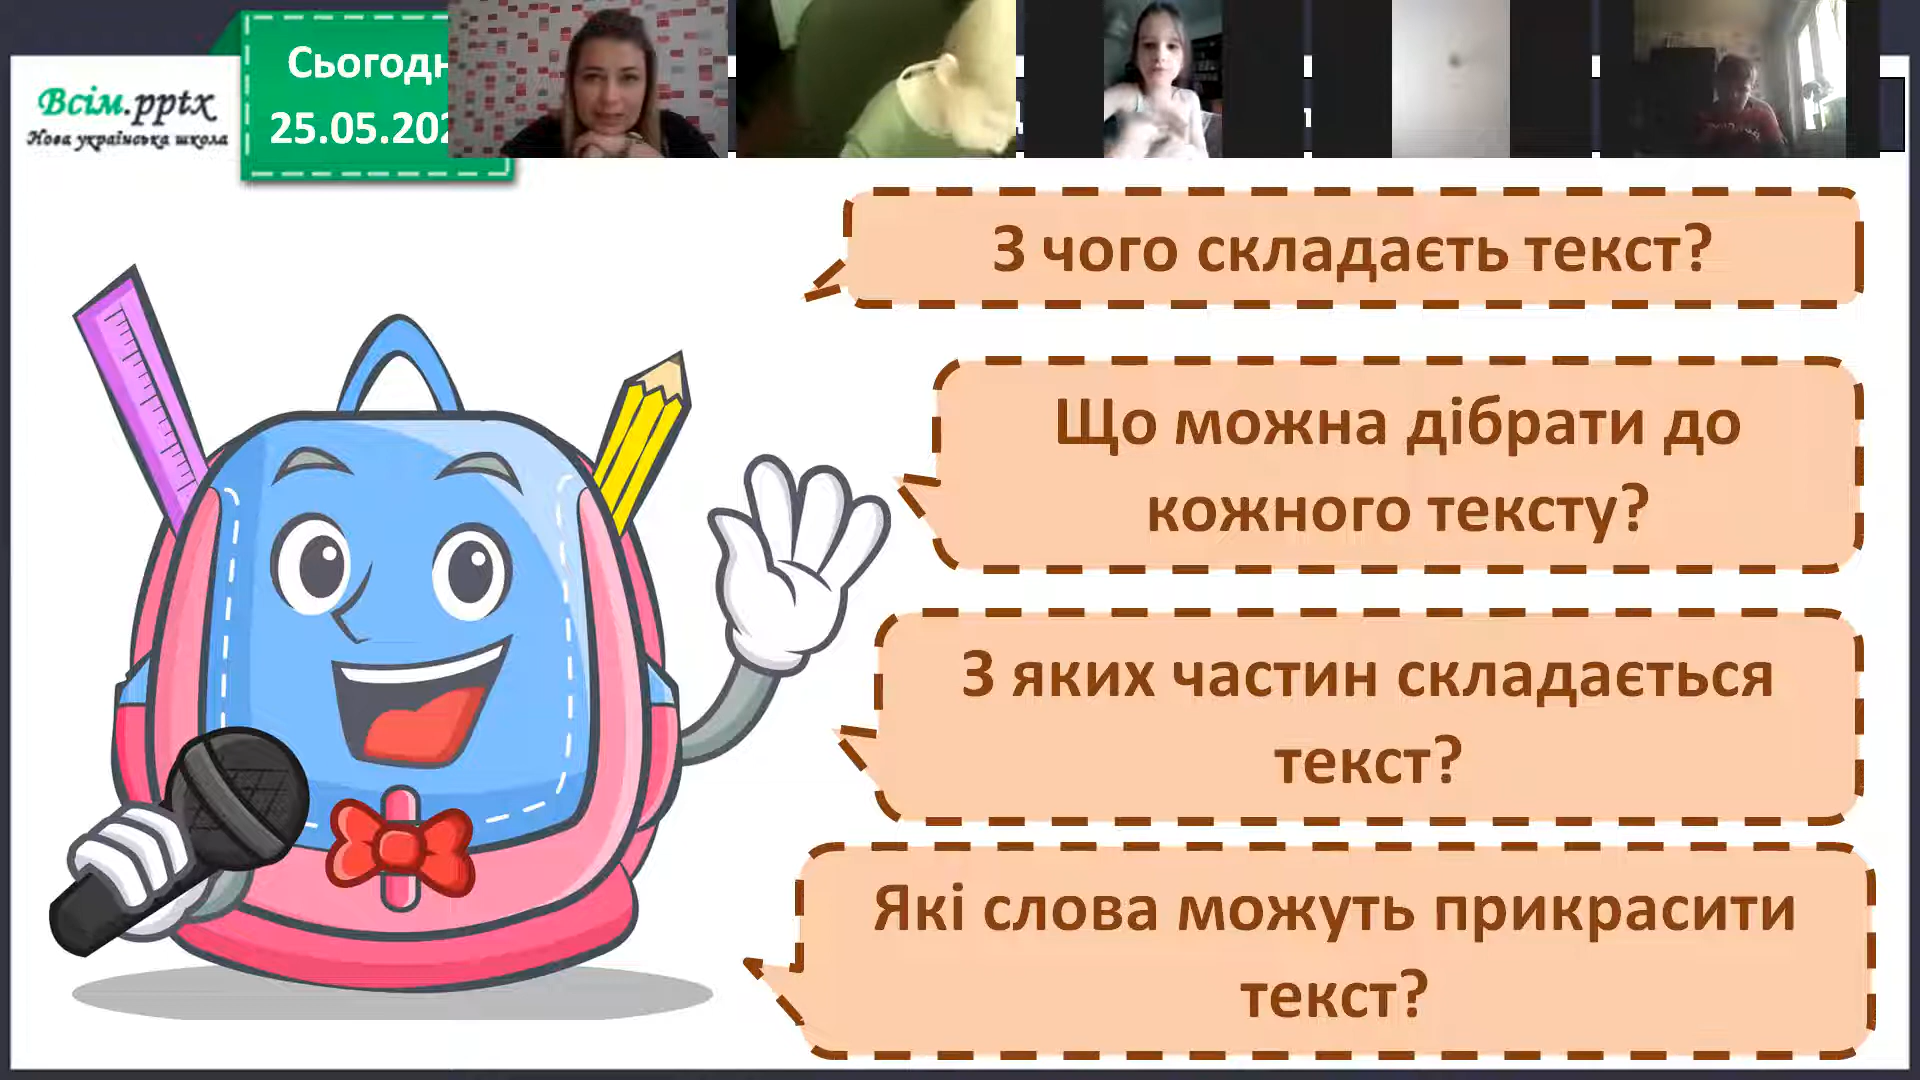 Всім.pptx
Нова українська школа
25.05.202
З чого складаєть текст?
Що можна дібрати до
кожного тексту?
З яких частин складається
текст?
Які слова можуть прикрасити
текст?